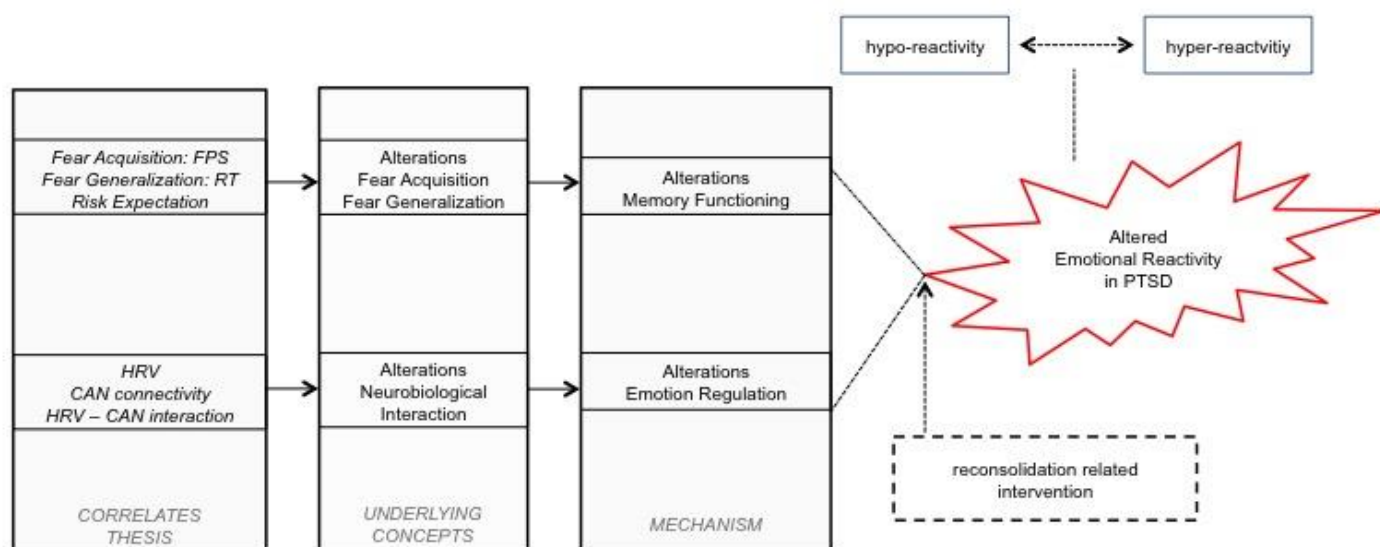 hypo-reactivity
hyper-reactvitiy
Fear Acquisition: FPS
Fear Generalization: RT
Risk Expectation
Alterations
Fear Acquisition
Fear Generalization
Alterations
Memory Functioning
Altered
Emotional Reactivity
in PTSD
HRV
CAN connectivity
HRV – CAN interaction
Alterations
Neurobiological
Interaction
Alterations
Emotion Regulation
reconsolidation related
intervention
CORRELATES
THESIS
UNDERLYING
CONCEPTS
MECHANISM